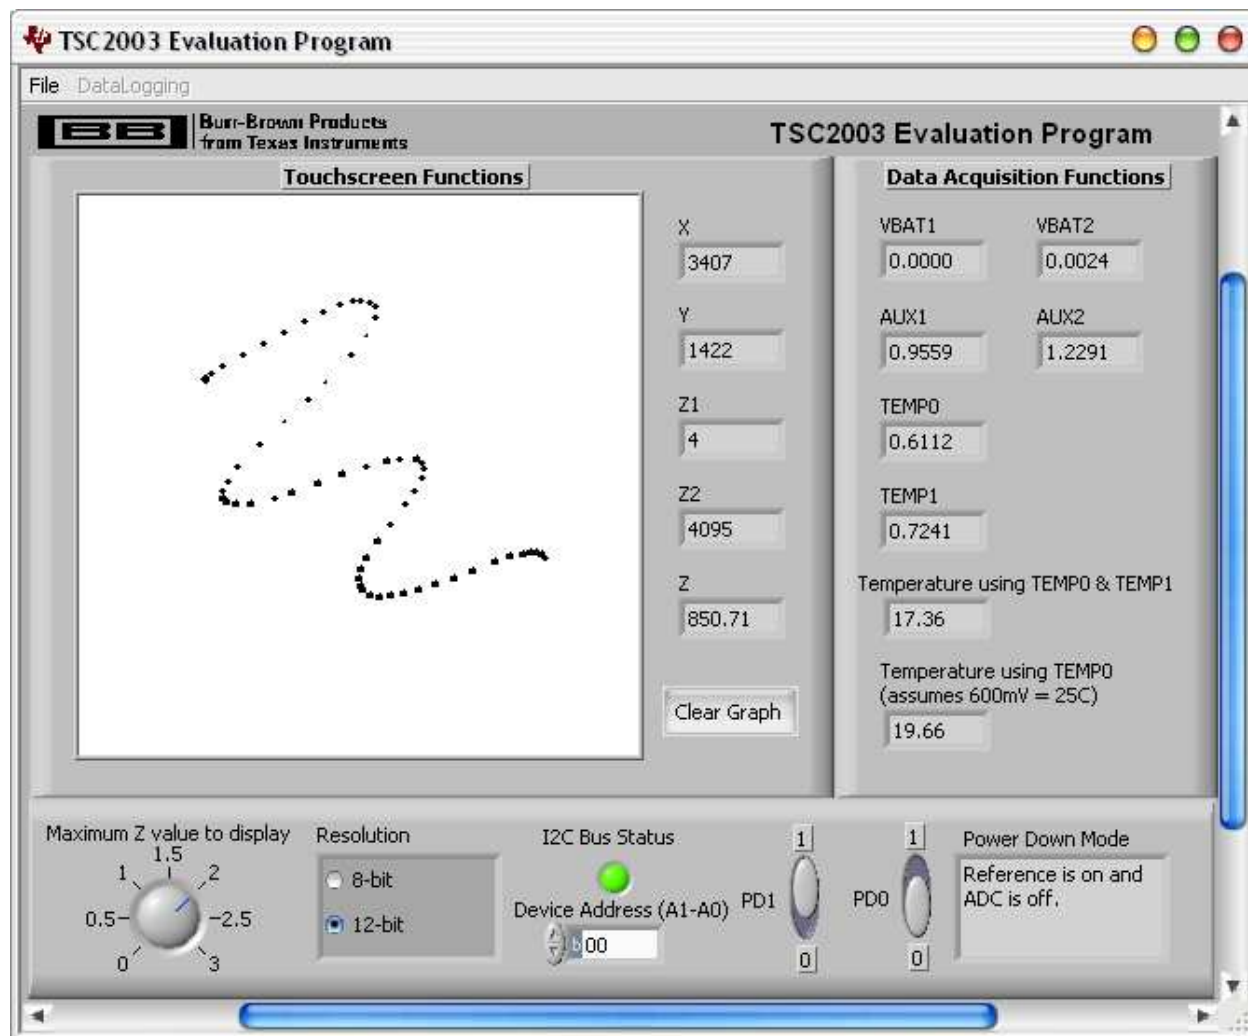 TSC2003 Evaluation Program
File DataLogging
BB Burr-Brown Products
from Texas Instruments
TSC2003 Evaluation Program
Touchscreen Functions
X
3407
Y
1422
Z1
4
Z2
4095
Z
850.71
Clear Graph
Data Acquisition Functions
VBAT1 VBAT2
0.0000 0.0024
AUX1 AUX2
0.9559 1.2291
TEMP0
0.6112
TEMP1
0.7241
Temperature using TEMP0 & TEMP1
17.36
Temperature using TEMP0
(assumes 600mV = 25C)
19.66
Maximum Z value to display
0 0.5 1 1.5 2 2.5 3
Resolution
8-bit
12-bit
I2C Bus Status
Device Address (A1-A0)
b 00
PD1
1
0
PD0
1
0
Power Down Mode
Reference is on and
ADC is off.